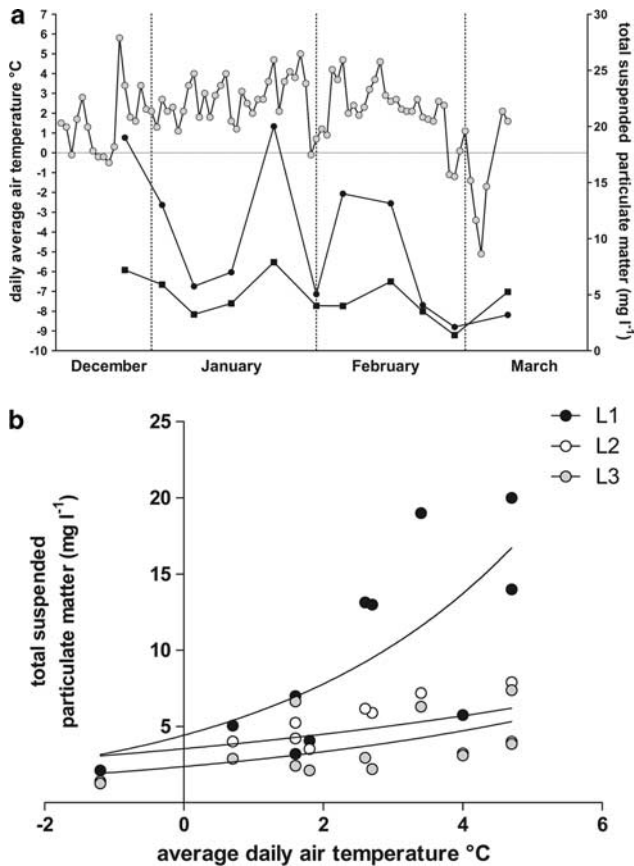 a
daily average air temperature °C
7
6
5
4
3
2
1
0
-1
-2
-3
-4
-5
-6
-7
-8
-9
-10
30
25
20
15
10
5
0
total suspended particulate matter (mg l⁻¹)
December January February March
b
total suspended
particulate matter (mg l⁻¹)
25
20
15
10
5
L1
L2
L3
-2 0 2 4 6
average daily air temperature °C